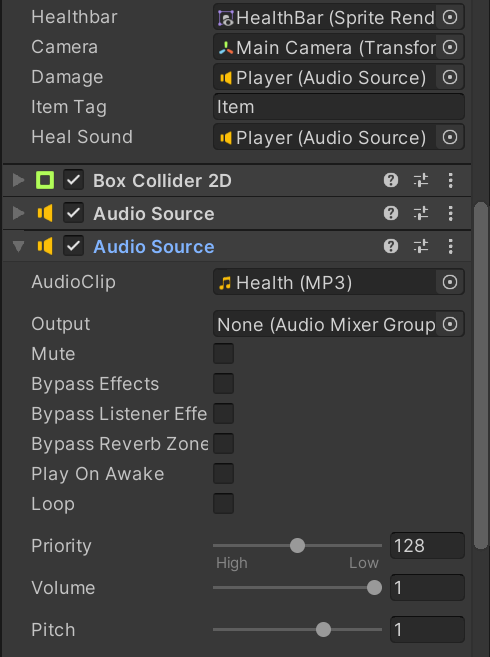 Healthbar HealthBar (Sprite Rend
Camera Main Camera (Transfor
Damage Player (Audio Source)
Item Tag Item
Heal Sound Player (Audio Source)
Box Collider 2D
Audio Source
Audio Source
AudioClip Health (MP3)
Output None (Audio Mixer Group
Mute
Bypass Effects
Bypass Listener Effe
Bypass Reverb Zone
Play On Awake
Loop
Priority 128
High Low
Volume 1
Pitch 1